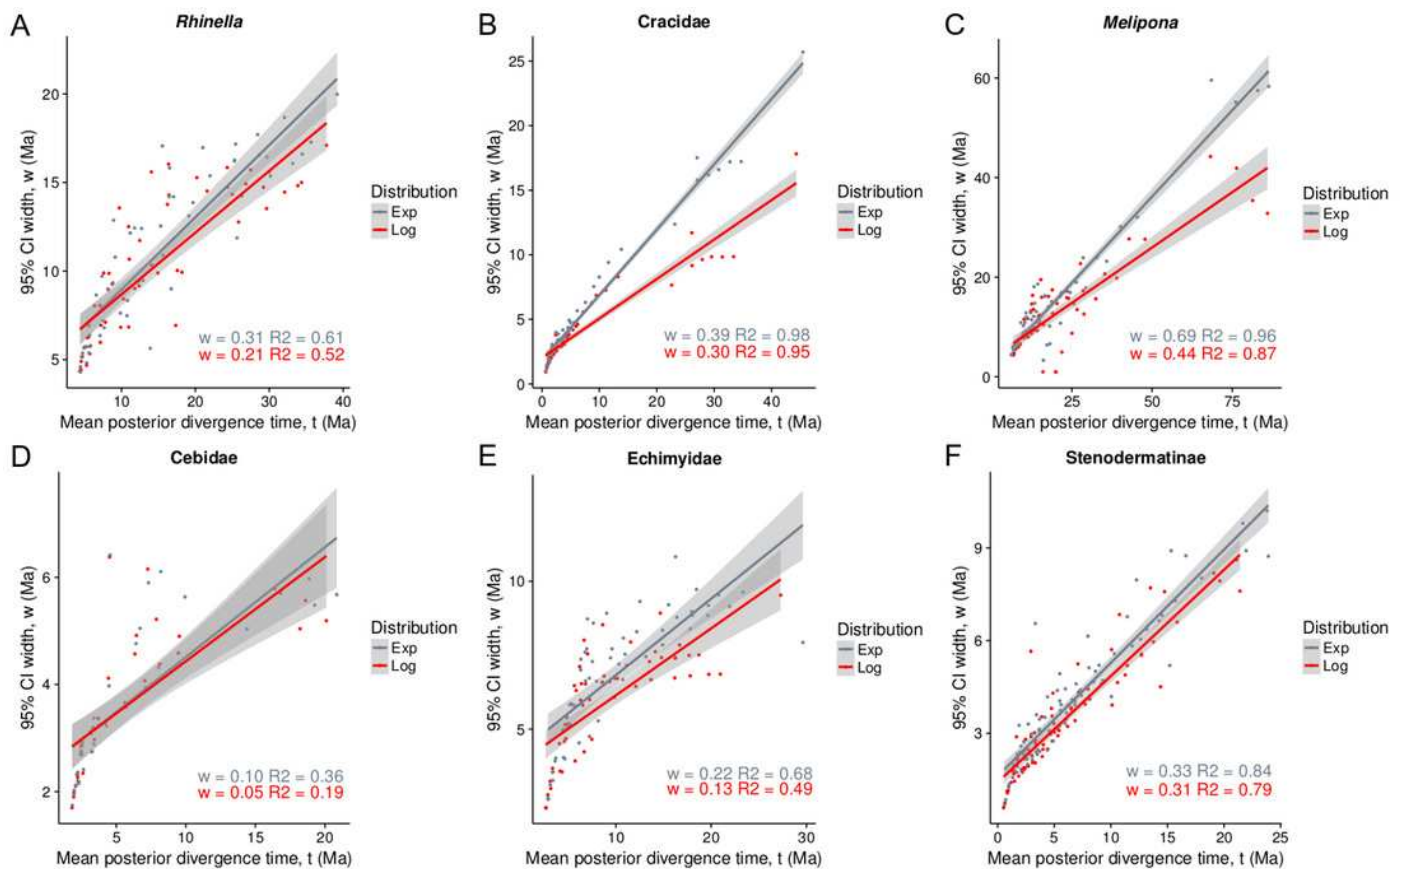 A
Rhinella
95% CI width, w (Ma)
20
15
10
5
10
20
30
40
Mean posterior divergence time, t (Ma)
w = 0.31 R2 = 0.61
w = 0.21 R2 = 0.52
Distribution
Exp
Log
B
Cracidae
95% CI width, w (Ma)
25
20
15
10
5
0
0
10
20
30
40
Mean posterior divergence time, t (Ma)
w = 0.39 R2 = 0.98
w = 0.30 R2 = 0.95
Distribution
Exp
Log
C
Melipona
95% CI width, w (Ma)
60
40
20
0
25
50
75
Mean posterior divergence time, t (Ma)
w = 0.69 R2 = 0.96
w = 0.44 R2 = 0.87
Distribution
Exp
Log
D
Cebidae
95% CI width, w (Ma)
6
4
2
5
10
15
20
Mean posterior divergence time, t (Ma)
w = 0.10 R2 = 0.36
w = 0.05 R2 = 0.19
Distribution
Exp
Log
E
Echimyidae
95% CI width, w (Ma)
10
5
10
20
30
Mean posterior divergence time, t (Ma)
w = 0.22 R2 = 0.68
w = 0.13 R2 = 0.49
Distribution
Exp
Log
F
Stenodermatinae
95% CI width, w (Ma)
9
6
3
0
5
10
15
20
25
Mean posterior divergence time, t (Ma)
w = 0.33 R2 = 0.84
w = 0.31 R2 = 0.79
Distribution
Exp
Log